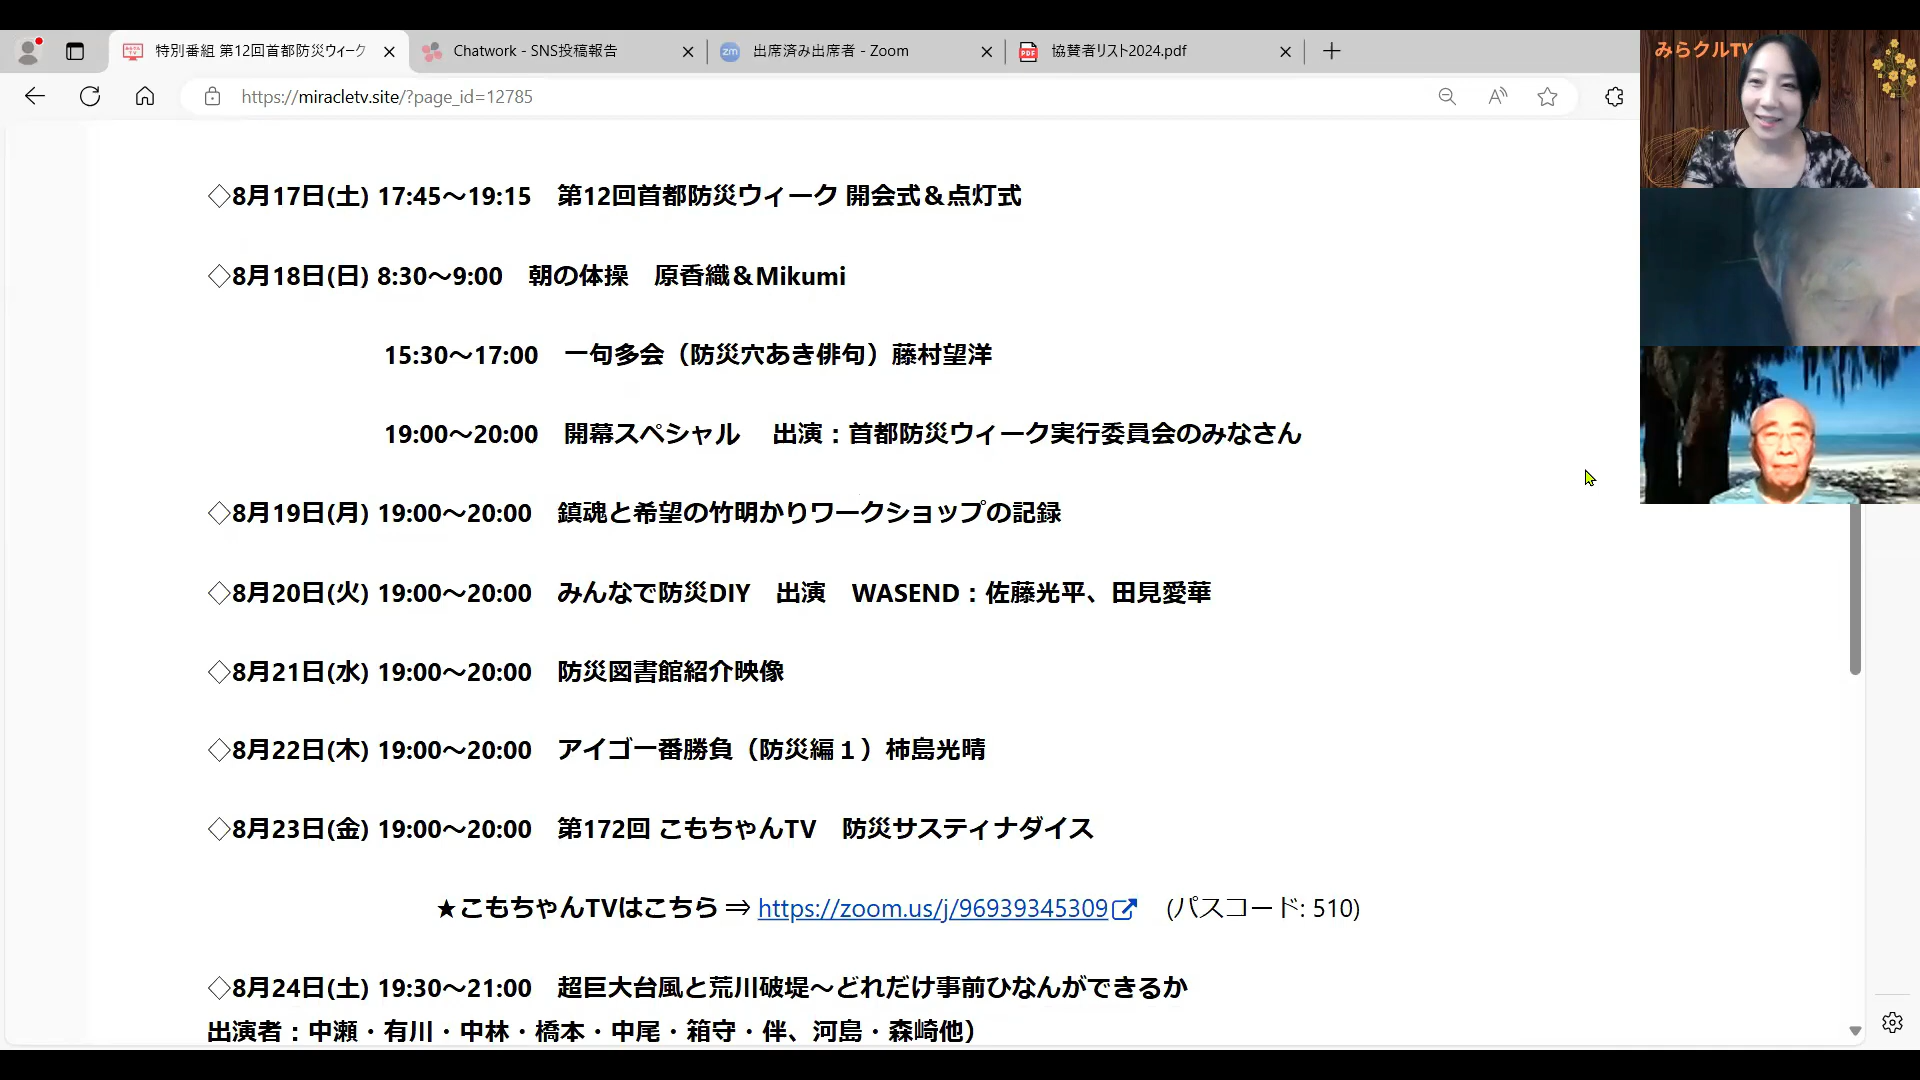 特別番組 第12回首都防災ウィーク
Chatwork - SNS投稿報告
出席済み出席者 - Zoom
協賛者リスト2024.pdf
https://miracletv.site/?page_id=12785
みらクルTV
◇8月17日(土) 17:45～19:15　第12回首都防災ウィーク 開会式＆点灯式
◇8月18日(日) 8:30～9:00　朝の体操　原香織＆Mikumi
15:30～17:00　一句多会（防災穴あき俳句）藤村望洋
19:00～20:00　開幕スペシャル　出演：首都防災ウィーク実行委員会のみなさん
◇8月19日(月) 19:00～20:00　鎮魂と希望の竹明かりワークショップの記録
◇8月20日(火) 19:00～20:00　みんなで防災DIY　出演　WASEND：佐藤光平、田見愛華
◇8月21日(水) 19:00～20:00　防災図書館紹介映像
◇8月22日(木) 19:00～20:00　アイゴー番勝負（防災編１）柿島光晴
◇8月23日(金) 19:00～20:00　第172回 こもちゃんTV　防災サスティナダイス
★こもちゃんTVはこちら ⇒ https://zoom.us/j/96939345309　(パスコード: 510)
◇8月24日(土) 19:30～21:00　超巨大台風と荒川破堤～どれだけ事前ひなんができるか
出演者：中瀬・有川・中林・橋本・中尾・箱守・伴、河島・森崎他）